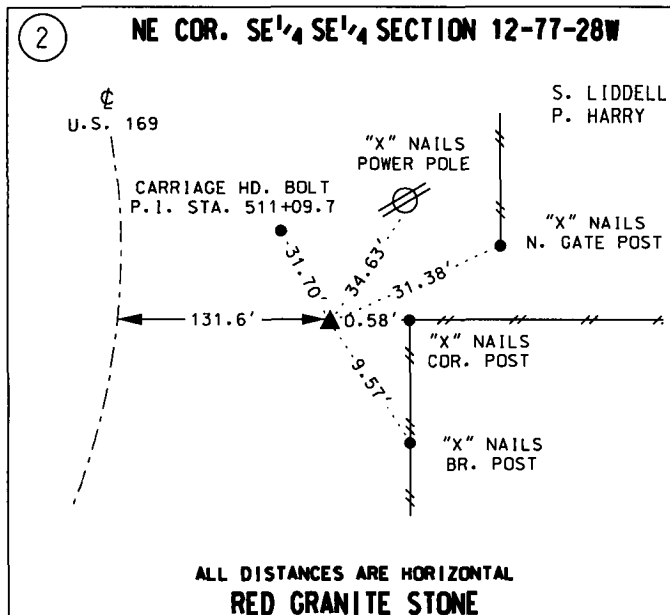 2
NE COR. SE1/4 SE1/4 SECTION 12-77-28W
℄
U.S. 169
S. LIDDELL
P. HARRY
"X" NAILS
POWER POLE
CARRIAGE HD. BOLT
P.I. STA. 511+09.7
"X" NAILS
N. GATE POST
31.70'
34.63'
31.38'
131.6'
0.58'
"X" NAILS
COR. POST
9.57'
"X" NAILS
BR. POST
ALL DISTANCES ARE HORIZONTAL
RED GRANITE STONE